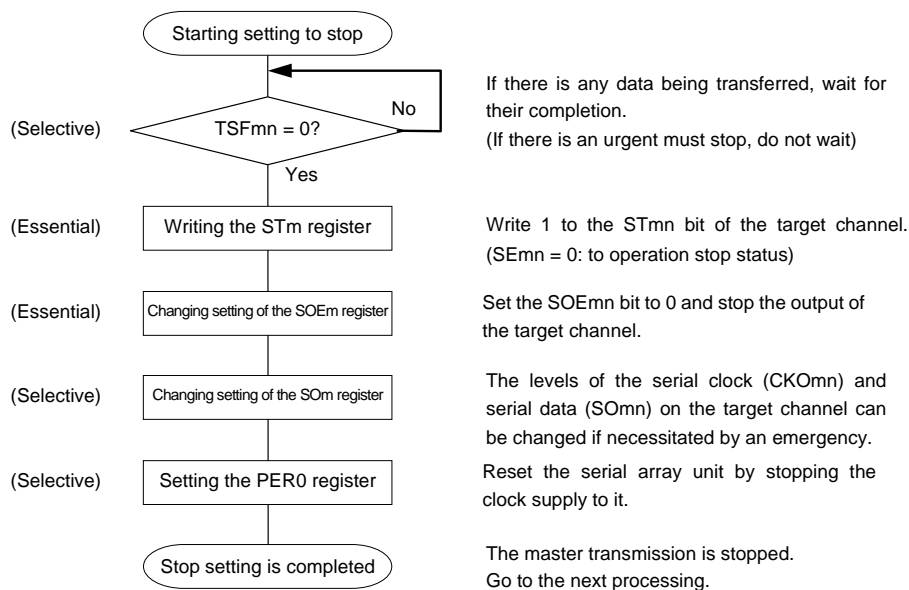 Starting setting to stop
No
If there is any data being transferred, wait for
their completion.
(If there is an urgent must stop, do not wait)
(Selective)
TSFmn = 0?
Yes
(Essential)
Writing the STm register
Write 1 to the STmn bit of the target channel.
(SEmn = 0: to operation stop status)
(Essential)
Changing setting of the SOEm register
Set the SOEmn bit to 0 and stop the output of
the target channel.
(Selective)
Changing setting of the SOm register
The levels of the serial clock (CKOmn) and
serial data (SOmn) on the target channel can
be changed if necessitated by an emergency.
(Selective)
Setting the PER0 register
Reset the serial array unit by stopping the
clock supply to it.
Stop setting is completed
The master transmission is stopped.
Go to the next processing.